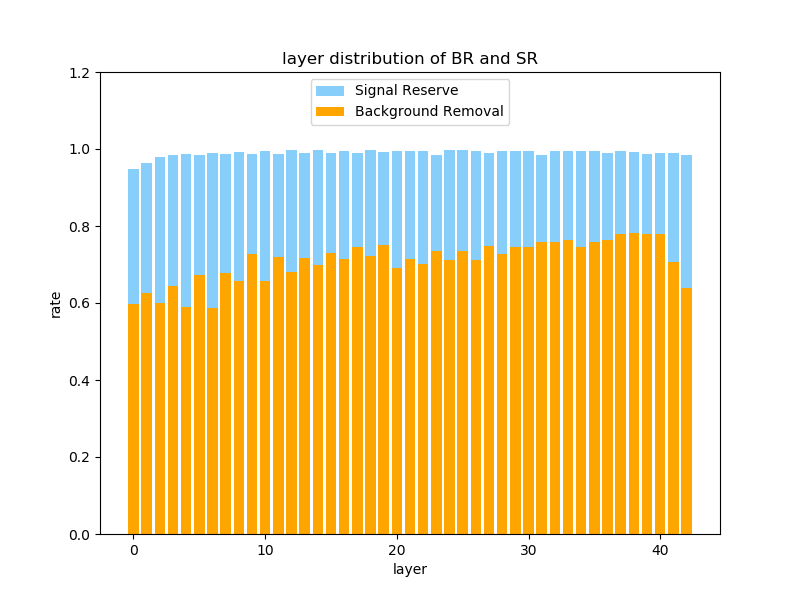 layer distribution of BR and SR
Signal Reserve
Background Removal
1.2
1.0
0.8
0.6
0.4
0.2
0.0
rate
0 10 20 30 40
layer